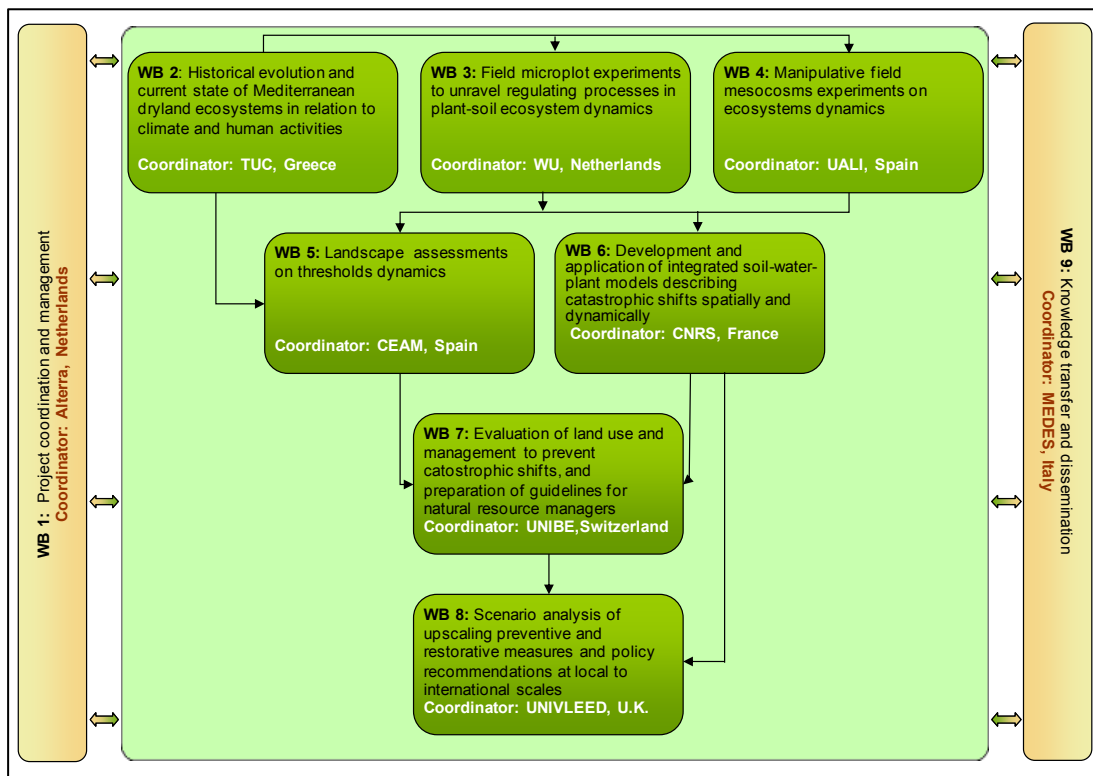 WB 1: Project coordination and management
Coordinator: Alterra, Netherlands
WB 2: Historical evolution and
current state of Mediterranean
dryland ecosystems in relation to
climate and human activities
Coordinator: TUC, Greece
WB 3: Field microplot experiments
to unravel regulating processes in
plant-soil ecosystem dynamics
Coordinator: WU, Netherlands
WB 4: Manipulative field
mesocosms experiments on
ecosystems dynamics
Coordinator: UALI, Spain
WB 5: Landscape assessments
on thresholds dynamics
Coordinator: CEAM, Spain
WB 6: Development and
application of integrated soil-water-
plant models describing
catastrophic shifts spatially and
dynamically
Coordinator: CNRS, France
WB 7: Evaluation of land use and
management to prevent
catostrophic shifts, and
preparation of guidelines for
natural resource managers
Coordinator: UNIBE,Switzerland
WB 8: Scenario analysis of
upscaling preventive and
restorative measures and policy
recommendations at local to
international scales
Coordinator: UNIVLEED, U.K.
WB 9: Knowledge transfer and dissemination
Coordinator: MEDES, Italy